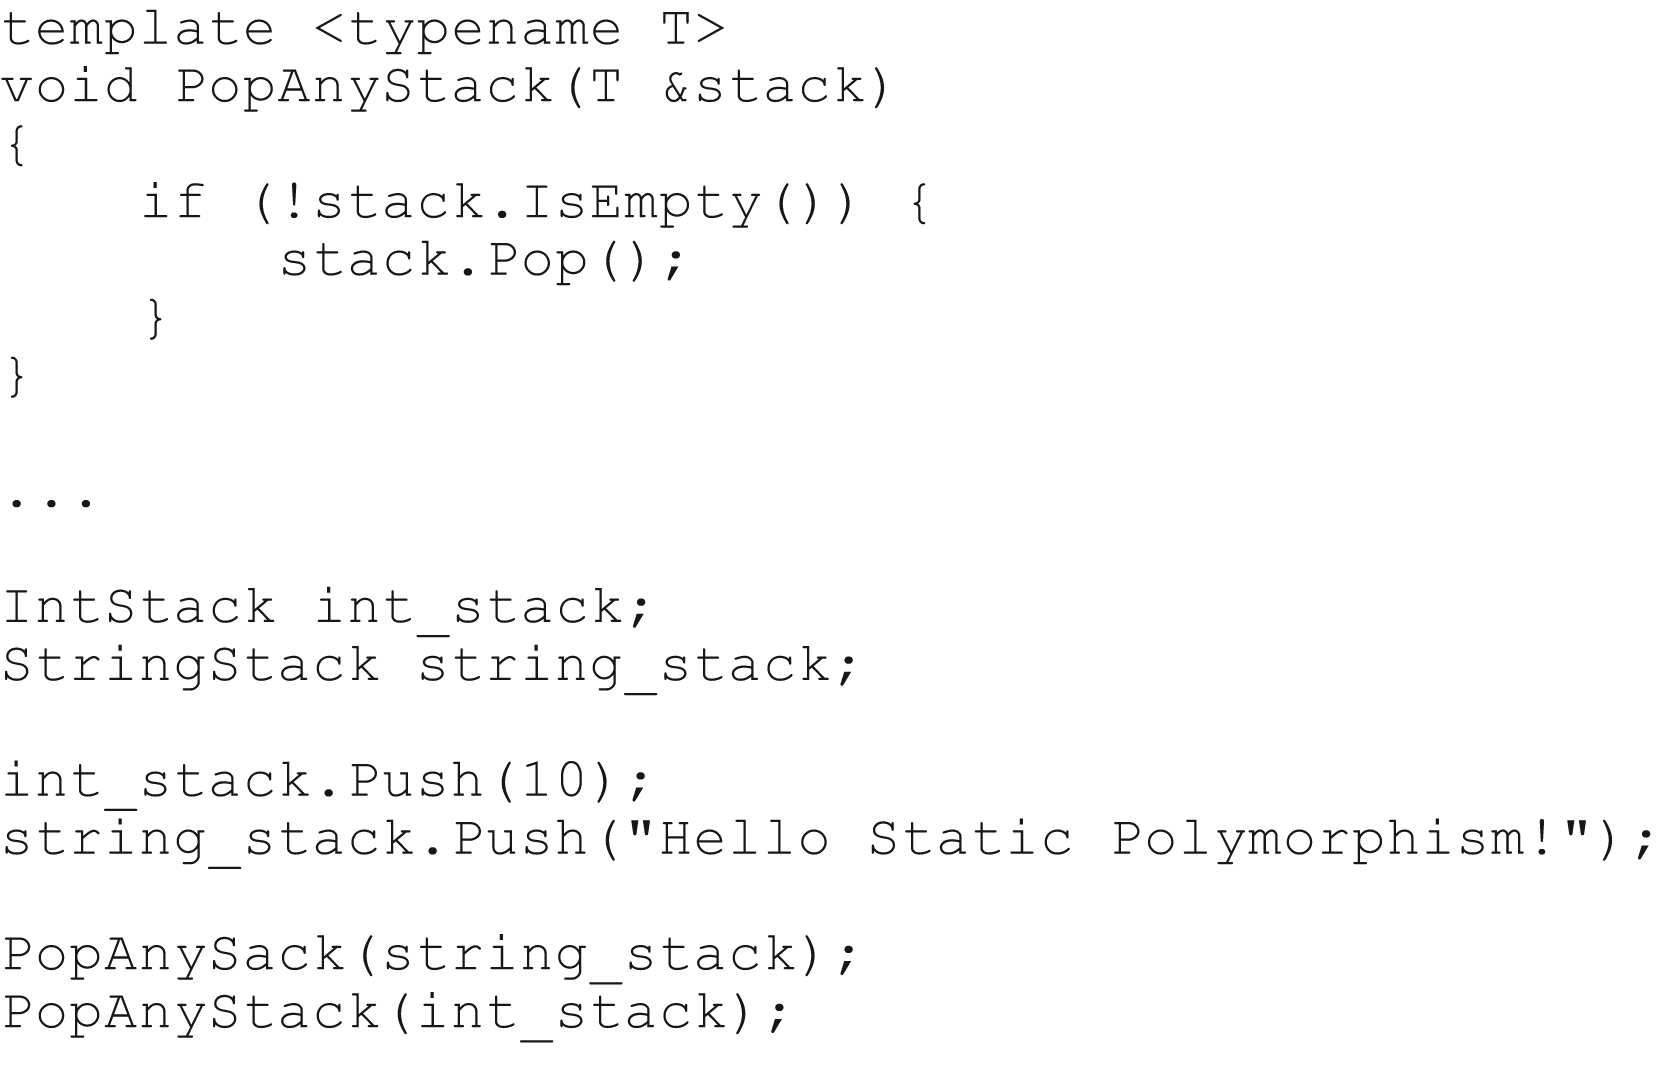 template <typename T>
void PopAnyStack(T &stack)
{
    if (!stack.IsEmpty()) {
        stack.Pop();
    }
}
...
IntStack int_stack;
StringStack string_stack;
int_stack.Push(10);
string_stack.Push("Hello Static Polymorphism!");
PopAnySack(string_stack);
PopAnyStack(int_stack);